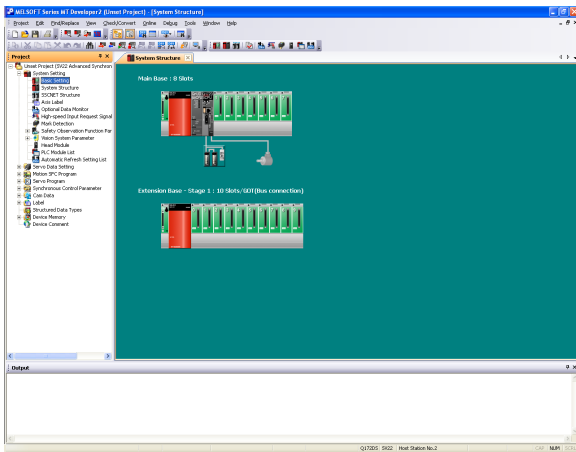 MELSOFT Series MT Developer2 (Unset Project) - [System Structure]
Project Edit Find/Replace View Check/Convert Online Debug Tools Window Help
Project
System Structure
Unset Project (SV22 Advanced Synchron
System Setting
Basic Setting
System Structure
SSCNET Structure
Axis Label
Optional Data Monitor
High-speed Input Request Signal
Mark Detection
Safety Observation Function Par
Vision System Parameter
Head Module
PLC Module List
Automatic Refresh Setting List
Servo Data Setting
Motion SFC Program
Servo Program
Synchronous Control Parameter
Cam Data
Label
Structured Data Types
Device Memory
Device Comment
Main Base : 8 Slots
Extension Base - Stage 1 : 10 Slots/GOT(Bus connection)
Output
Q172DS SV22 Host Station No.2 CAP NUM SCRL